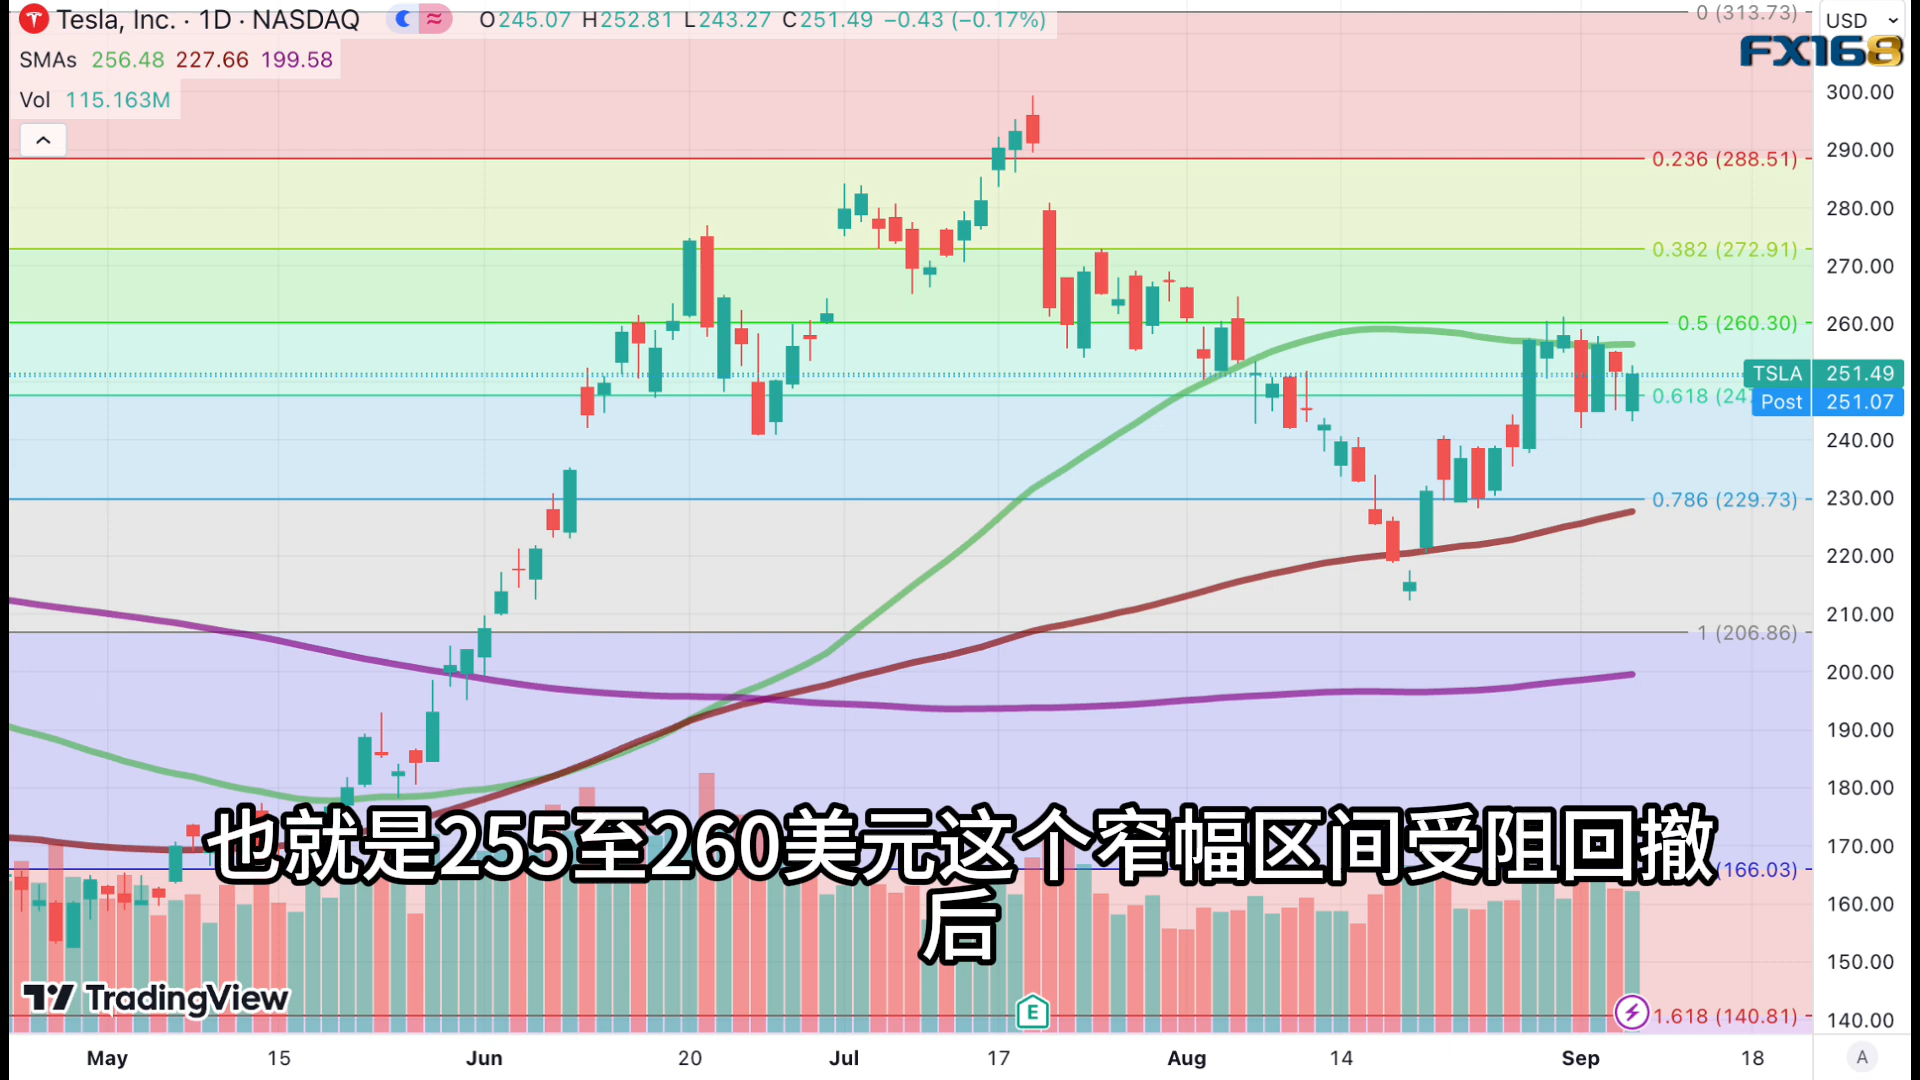 Tesla, Inc. · 1D · NASDAQ
O245.07 H252.81 L243.27 C251.49 −0.43 (−0.17%)
0 (313.73)
USD
FX168
SMAs 256.48 227.66 199.58
Vol 115.163M
300.00
290.00
0.236 (288.51)
280.00
0.382 (272.91)
270.00
0.5 (260.30)
260.00
TSLA 251.49
0.618 (247
Post 251.07
240.00
0.786 (229.73)
230.00
220.00
210.00
1 (206.86)
200.00
190.00
180.00
170.00
也就是255至260美元这个窄幅区间受阻回撤
后
(166.03)
160.00
150.00
TradingView
E
1.618 (140.81)
140.00
May 15 Jun 20 Jul 17 Aug 14 Sep 18
A